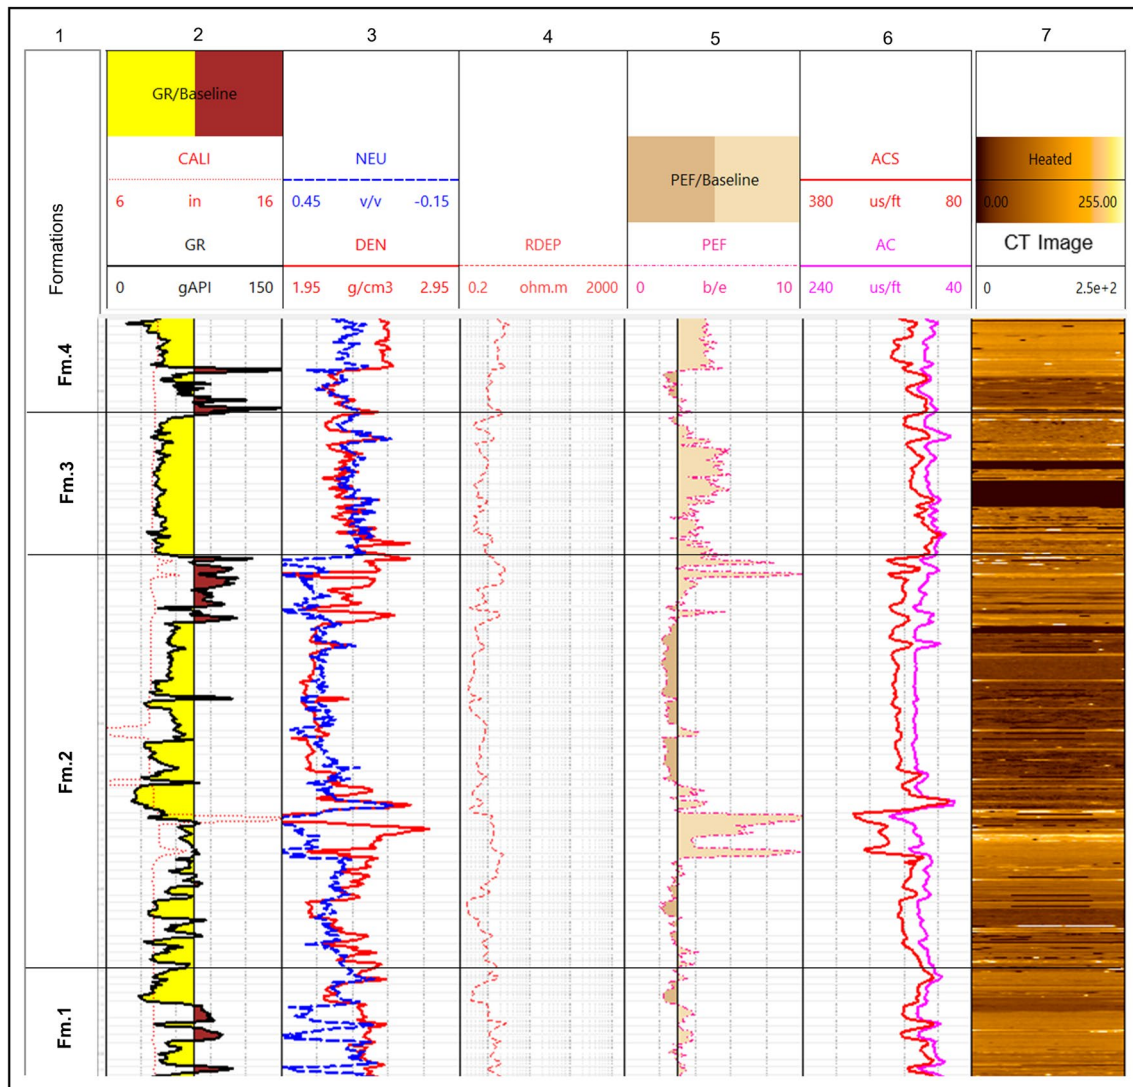 1 2 3 4 5 6 7
GR/Baseline
CALI NEU PEF/Baseline ACS Heated
6 in 16 0.45 v/v -0.15 380 us/ft 80 0.00 255.00
GR DEN RDEP PEF AC CT Image
Formations 0 gAPI 150 1.95 g/cm3 2.95 0.2 ohm.m 2000 0 b/e 10 240 us/ft 40 0 2.5e+2
Fm.4
Fm.3
Fm.2
Fm.1